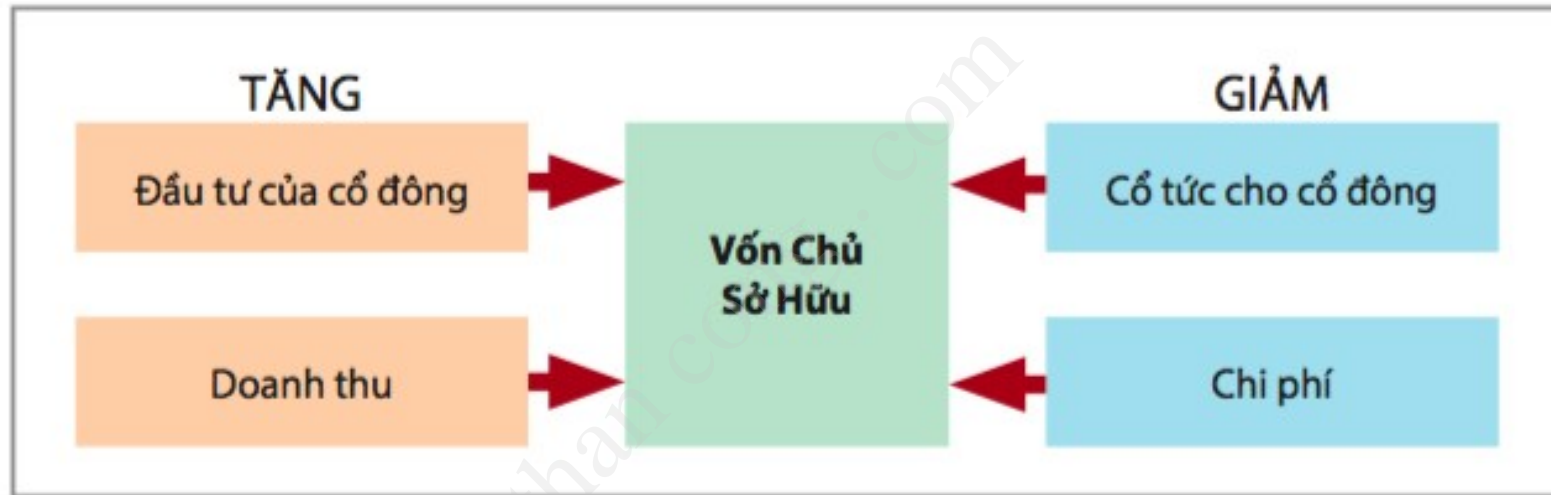 TĂNG
GIẢM
Đầu tư của cổ đông
Cổ tức cho cổ đông
Vốn Chủ
Sở Hữu
Doanh thu
Chi phí